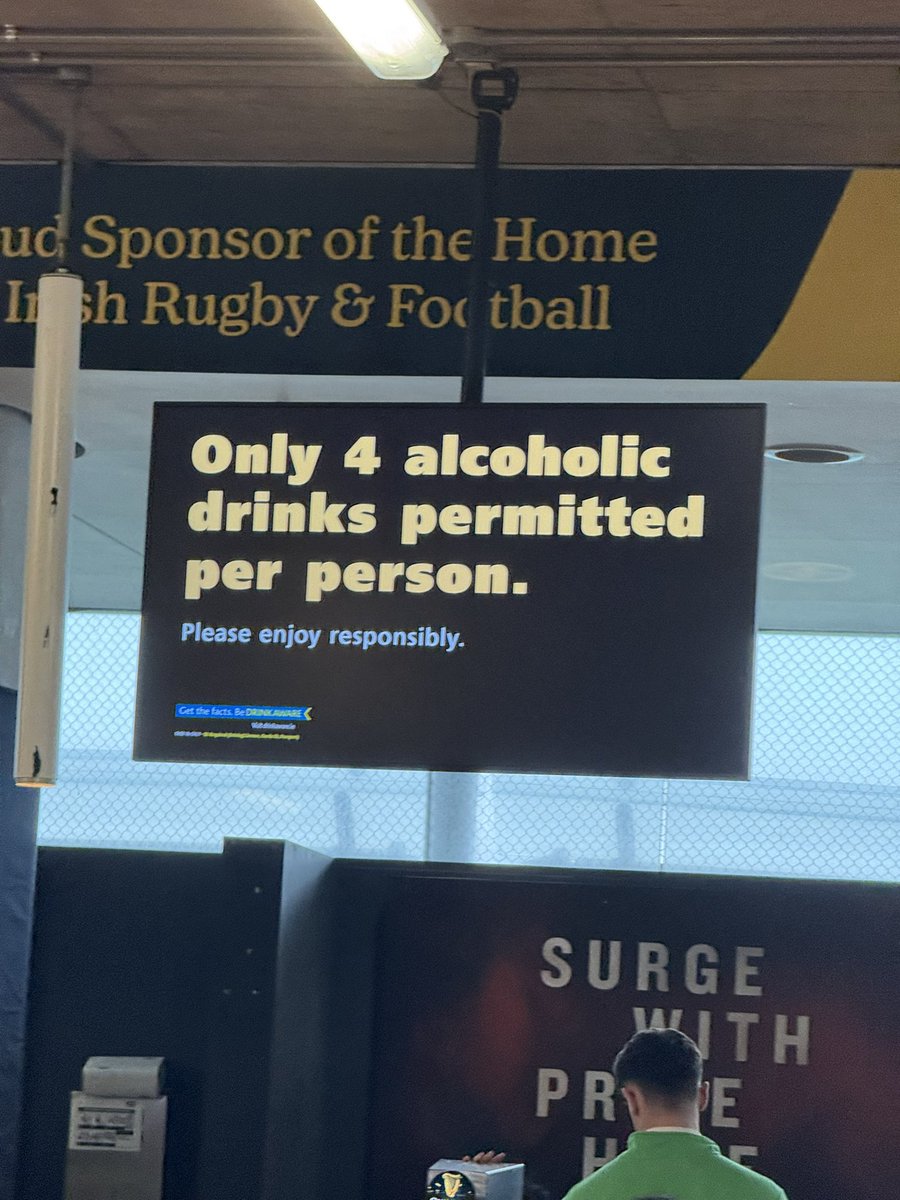 Sponsor of the Home
Rugby & Football
Only 4 alcoholic
drinks permitted
per person.
Please enjoy responsibly.
Get the facts. Be DRINKAWARE
SURGE
WITH